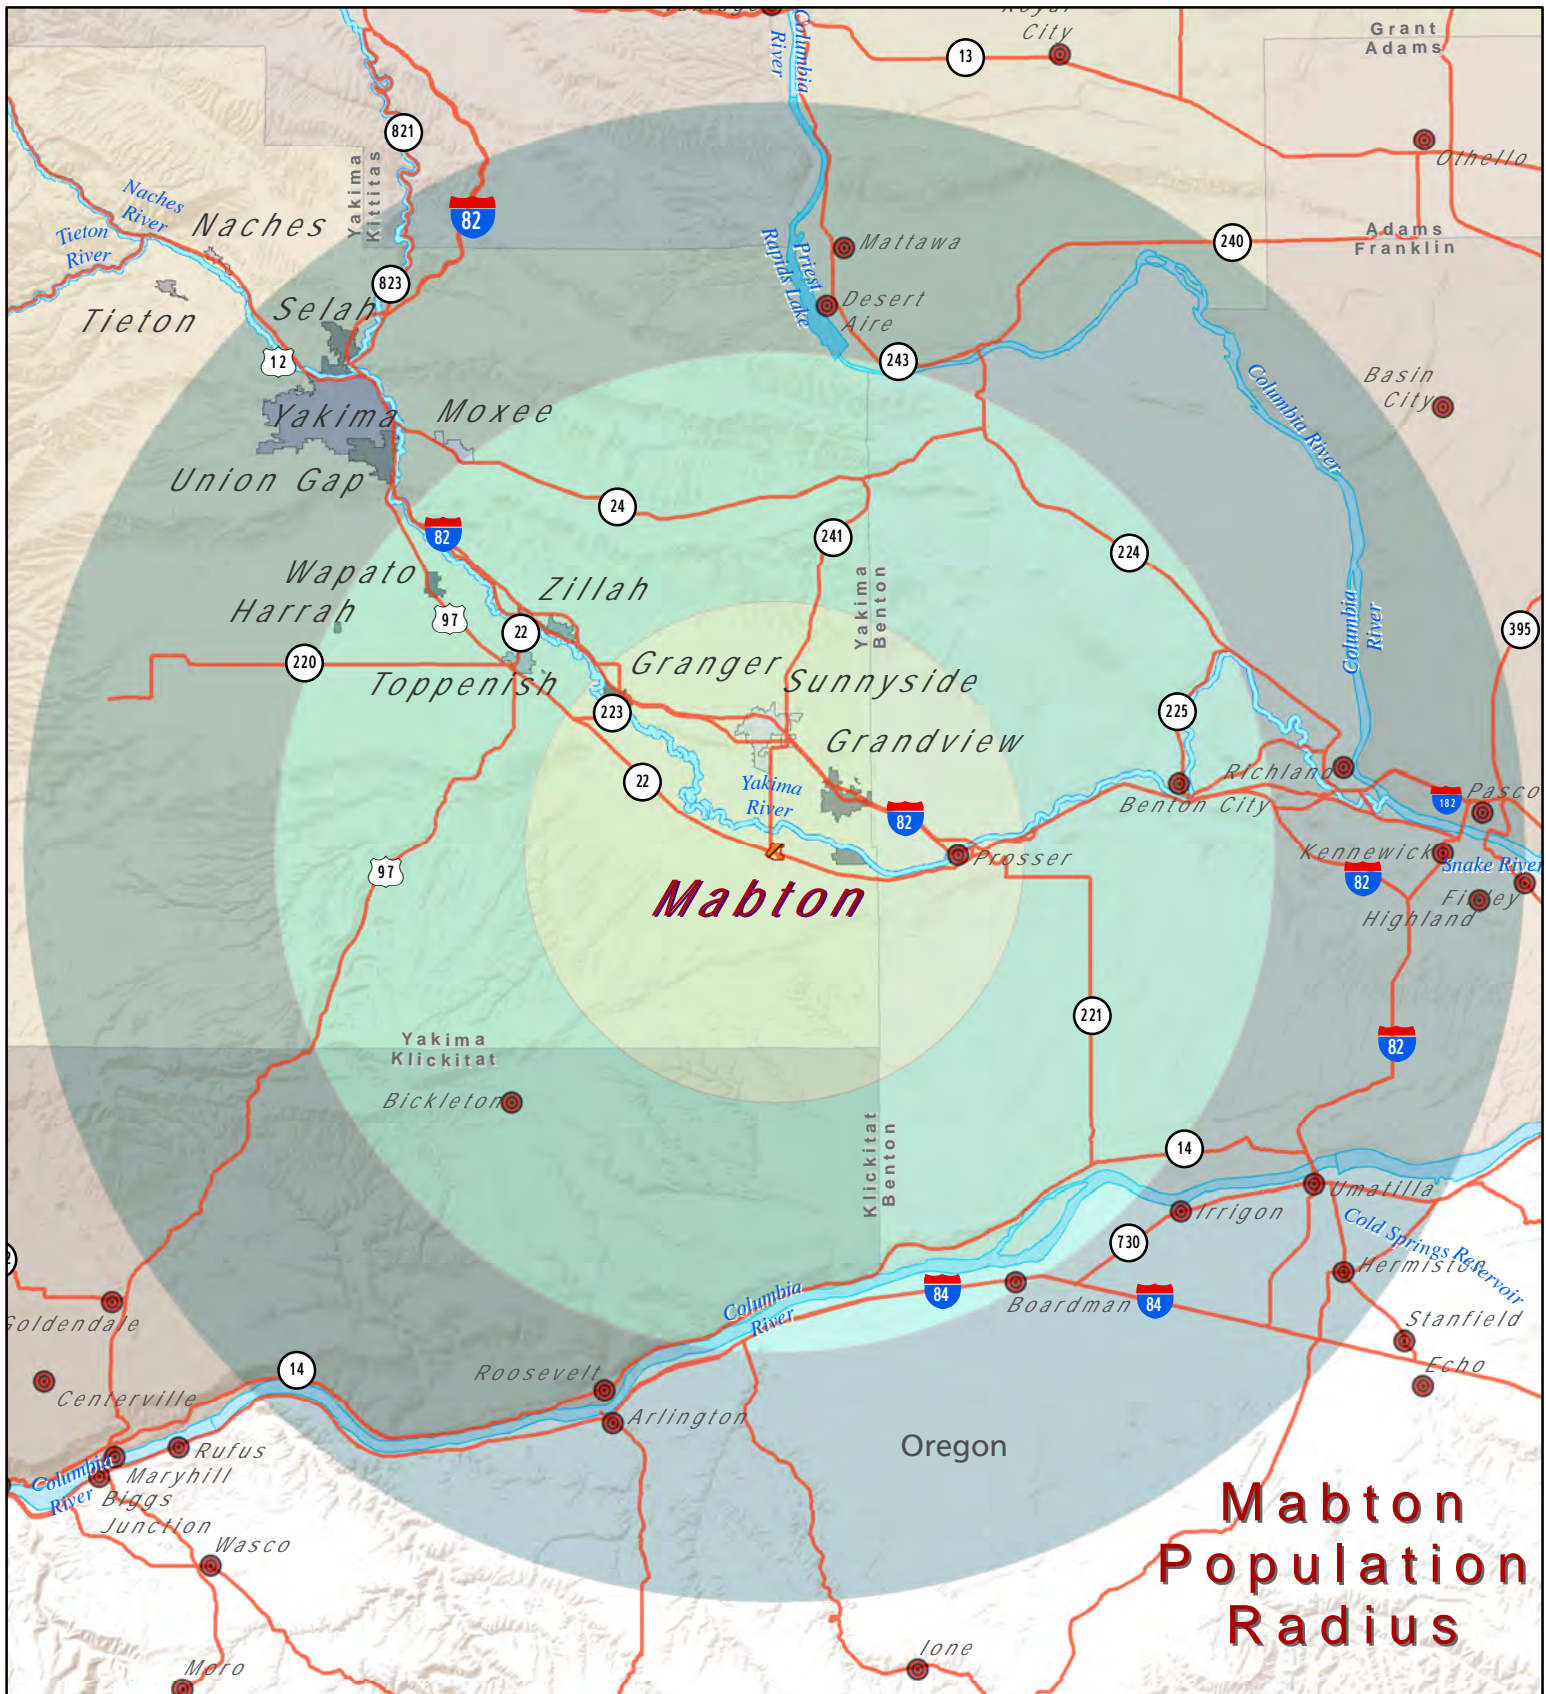 Royal
City
Columbia
River
Grant
Adams
13
821
Othello
Yakima
Kittitas
Naches
River
Naches
82
Tieton
River
Adams
Franklin
240
Mattawa
Priest
Rapids Lake
823
Desert
Aire
Selah
Tieton
12
243
Columbia River
Basin
City
Yakima
Moxee
Union Gap
24
82
241
224
Wapato
Zillah
Yakima
Benton
Harrah
97
22
Columbia
River
395
220
Granger
Toppenish
Sunnyside
223
225
Grandview
22
Yakima
River
Richland
Benton City
182
Pasco
82
Prosser
Kennewick
Snake River
97
82
Finley
Mabton
Highland
221
82
Yakima
Klickitat
Bickleton
Klickitat
Benton
14
Umatilla
Irrigon
Cold Springs Reservoir
730
Hermiston
84
Boardman
84
Columbia
River
Goldendale
Stanfield
14
Roosevelt
Echo
Centerville
Arlington
Oregon
Rufus
Columbia
River
Maryhill
Biggs
Junction
Wasco
Mabton
Population
Radius
Ione
Moro